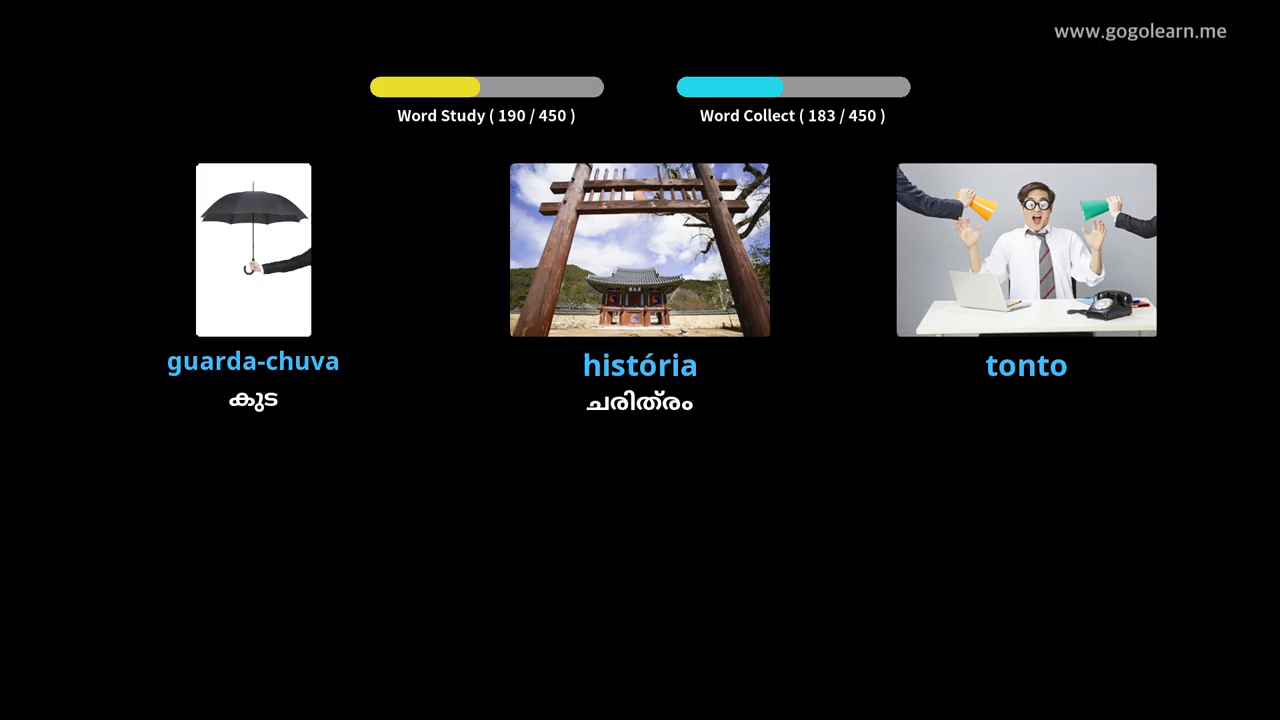 www.gogolearn.me
Word Study ( 190 / 450 )
Word Collect ( 183 / 450 )
guarda-chuva
história
tonto
കുട
ചരിത്രം